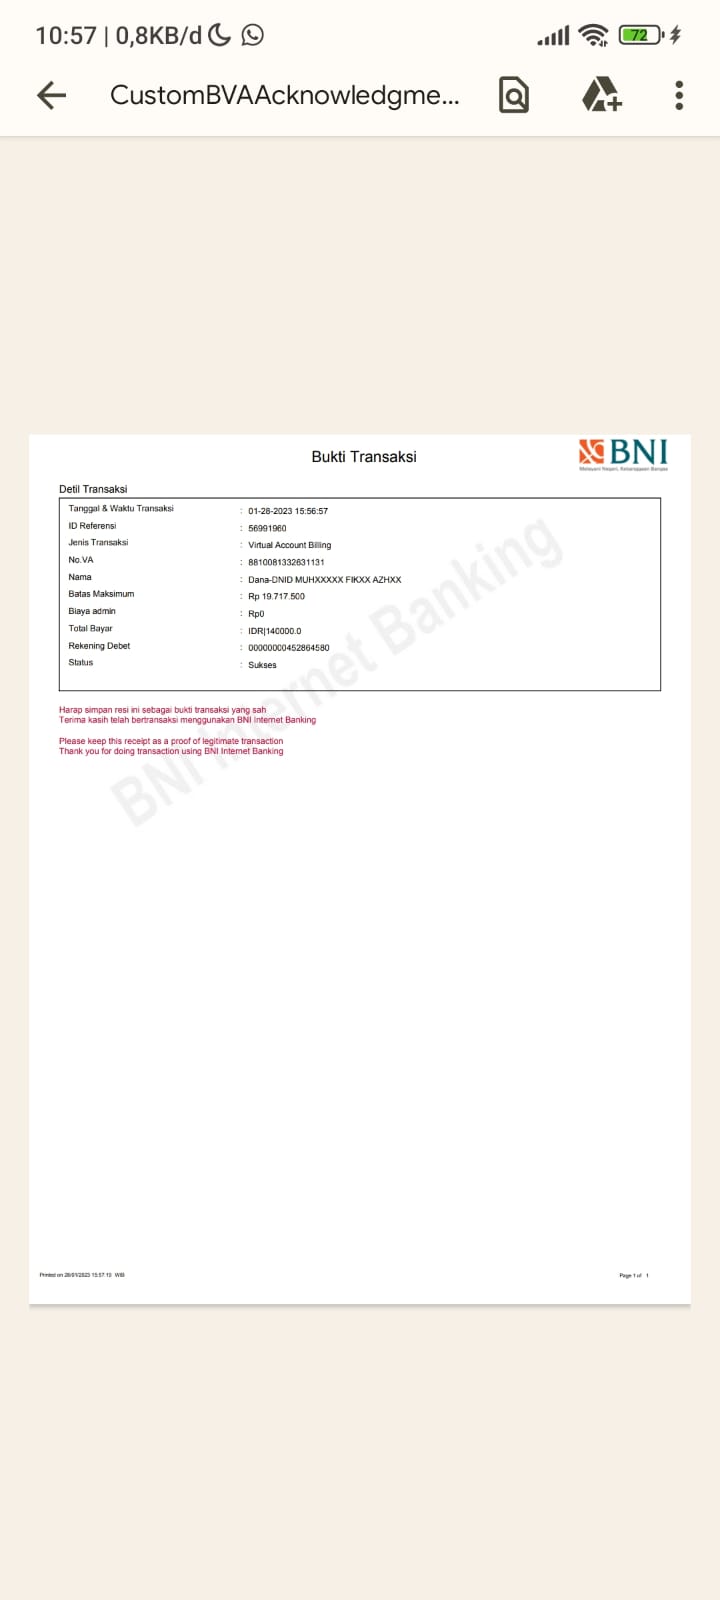 10:57 | 0,8KB/d
72
CustomBVAAcknowledgme...
Bukti Transaksi
BNI
Melayani Negeri, Kebanggaan Bangsa
Detil Transaksi
Tanggal & Waktu Transaksi : 01-28-2023 15:56:57
ID Referensi : 56991960
Jenis Transaksi : Virtual Account Billing
No.VA : 8810081332631131
Nama : Dana-DNID MUHXXXXX FIKXX AZHXX
Batas Maksimum : Rp 19.717.500
Biaya admin : Rp0
Total Bayar : IDR|140000.0
Rekening Debet : 00000000452864580
Status : Sukses
Harap simpan resi ini sebagai bukti transaksi yang sah
Terima kasih telah bertransaksi menggunakan BNI Internet Banking
Please keep this receipt as a proof of legitimate transaction
Thank you for doing transaction using BNI Internet Banking
BNI Internet Banking
Printed on 28/01/2023 15:57:19 WIB
Page 1 of 1